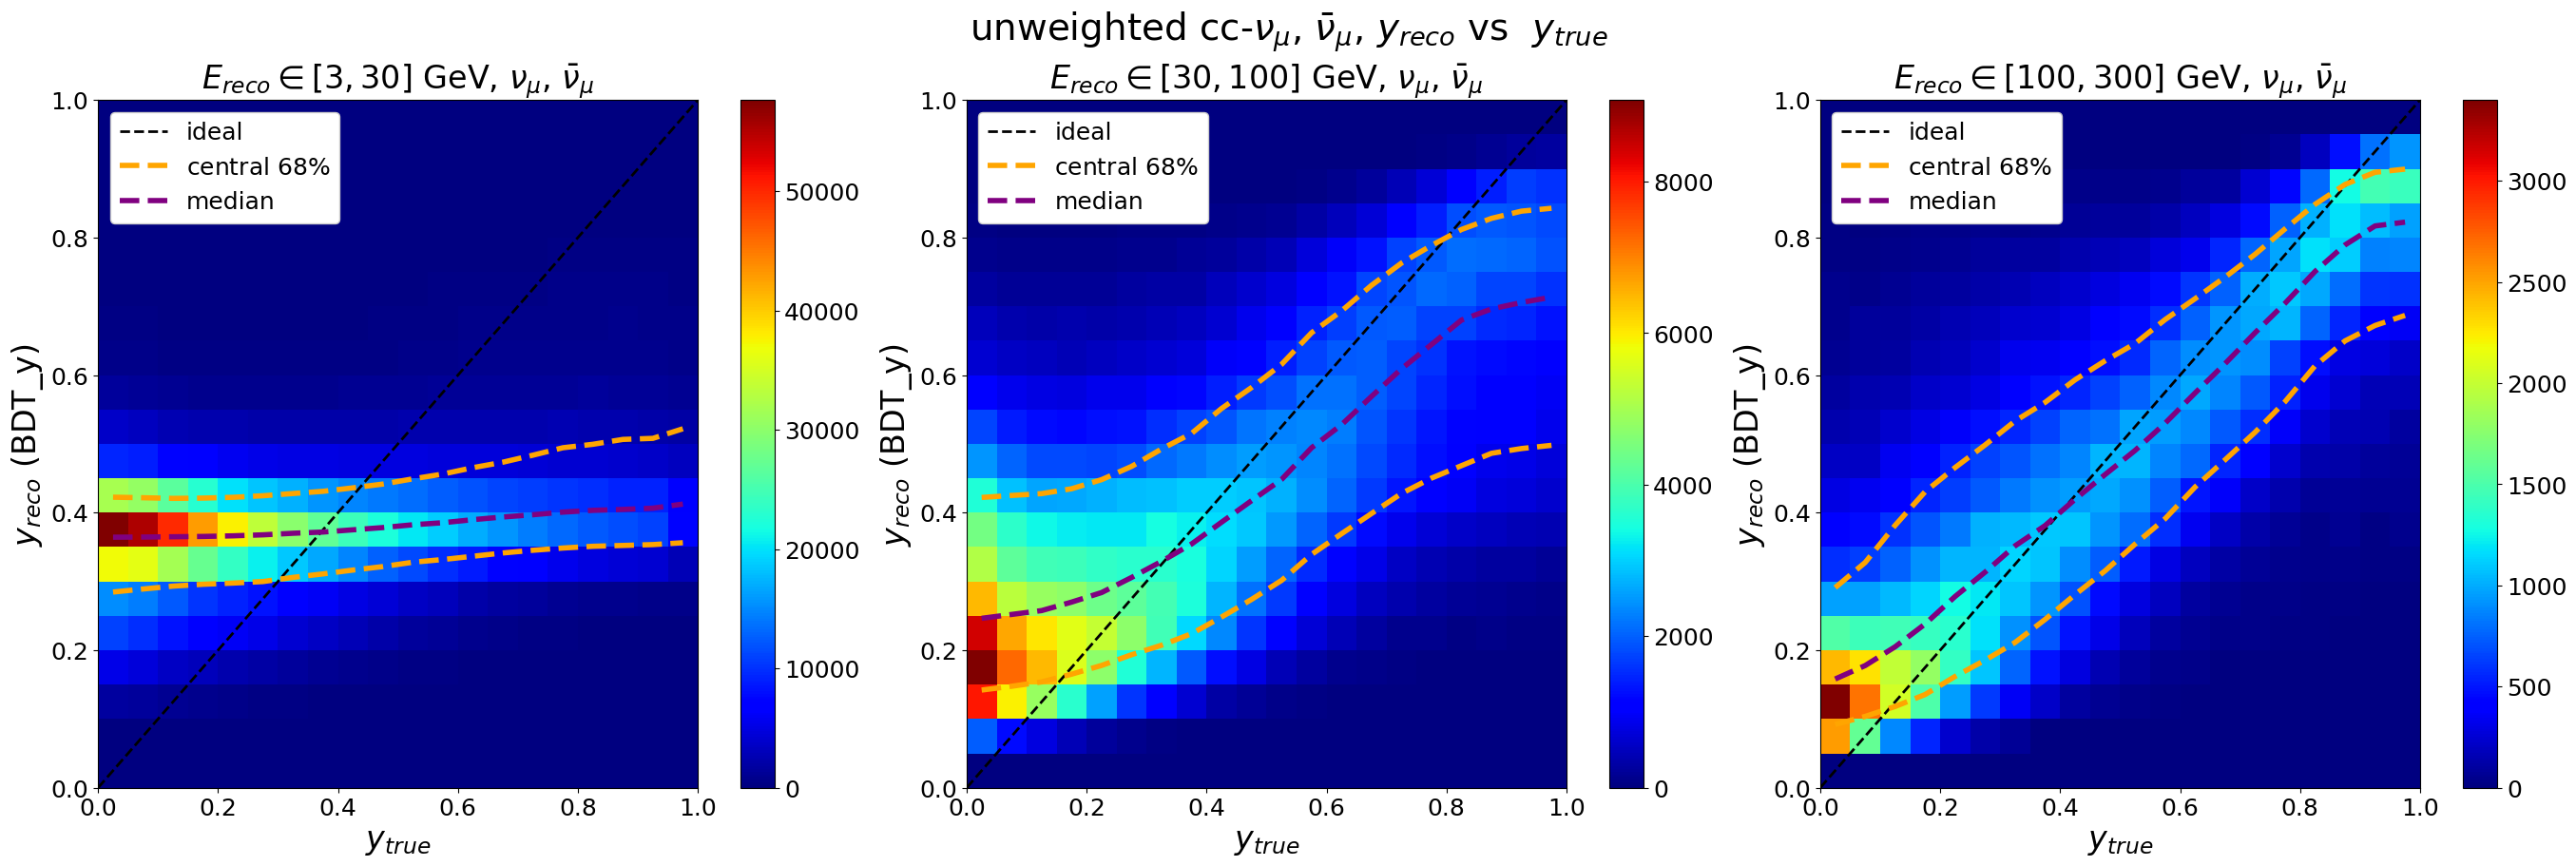 unweighted cc-ν_μ, ν̄_μ, y_reco vs y_true
E_reco ∈ [3, 30] GeV, ν_μ, ν̄_μ
1.0
0.8
0.6
0.4
0.2
0.0
y_reco (BDT_y)
ideal
central 68%
median
0.0 0.2 0.4 0.6 0.8 1.0
y_true
50000
40000
30000
20000
10000
0
E_reco ∈ [30, 100] GeV, ν_μ, ν̄_μ
1.0
0.8
0.6
0.4
0.2
0.0
y_reco (BDT_y)
ideal
central 68%
median
0.0 0.2 0.4 0.6 0.8 1.0
y_true
8000
6000
4000
2000
0
E_reco ∈ [100, 300] GeV, ν_μ, ν̄_μ
1.0
0.8
0.6
0.4
0.2
0.0
y_reco (BDT_y)
ideal
central 68%
median
0.0 0.2 0.4 0.6 0.8 1.0
y_true
3000
2500
2000
1500
1000
500
0